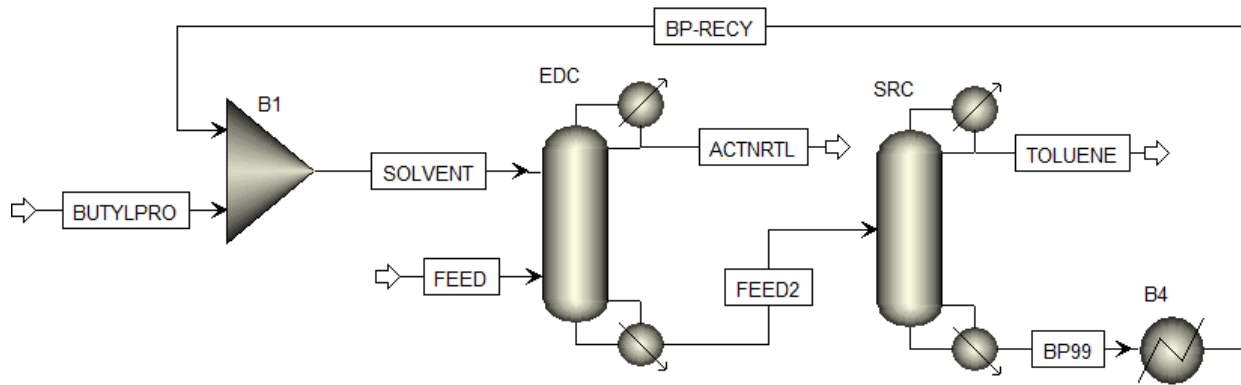 BP-RECY
B1
EDC
SRC
ACTNRTL
TOLUENE
SOLVENT
BUTYLPRO
FEED
FEED2
B4
BP99